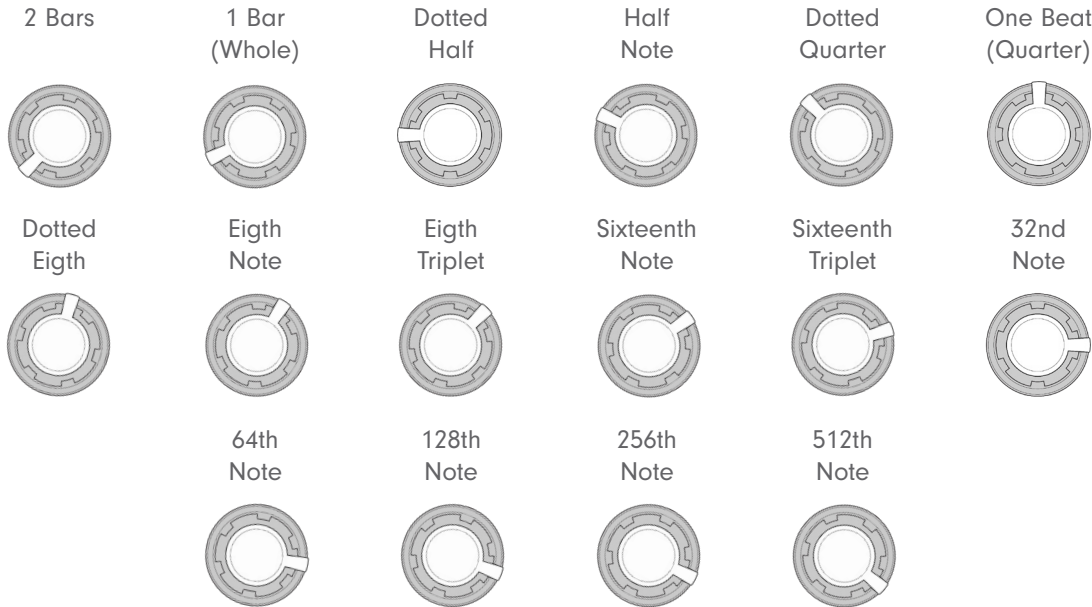 2 Bars
1 Bar
(Whole)
Dotted
Half
Half
Note
Dotted
Quarter
One Beat
(Quarter)
Dotted
Eigth
Eigth
Note
Eigth
Triplet
Sixteenth
Note
Sixteenth
Triplet
32nd
Note
64th
Note
128th
Note
256th
Note
512th
Note